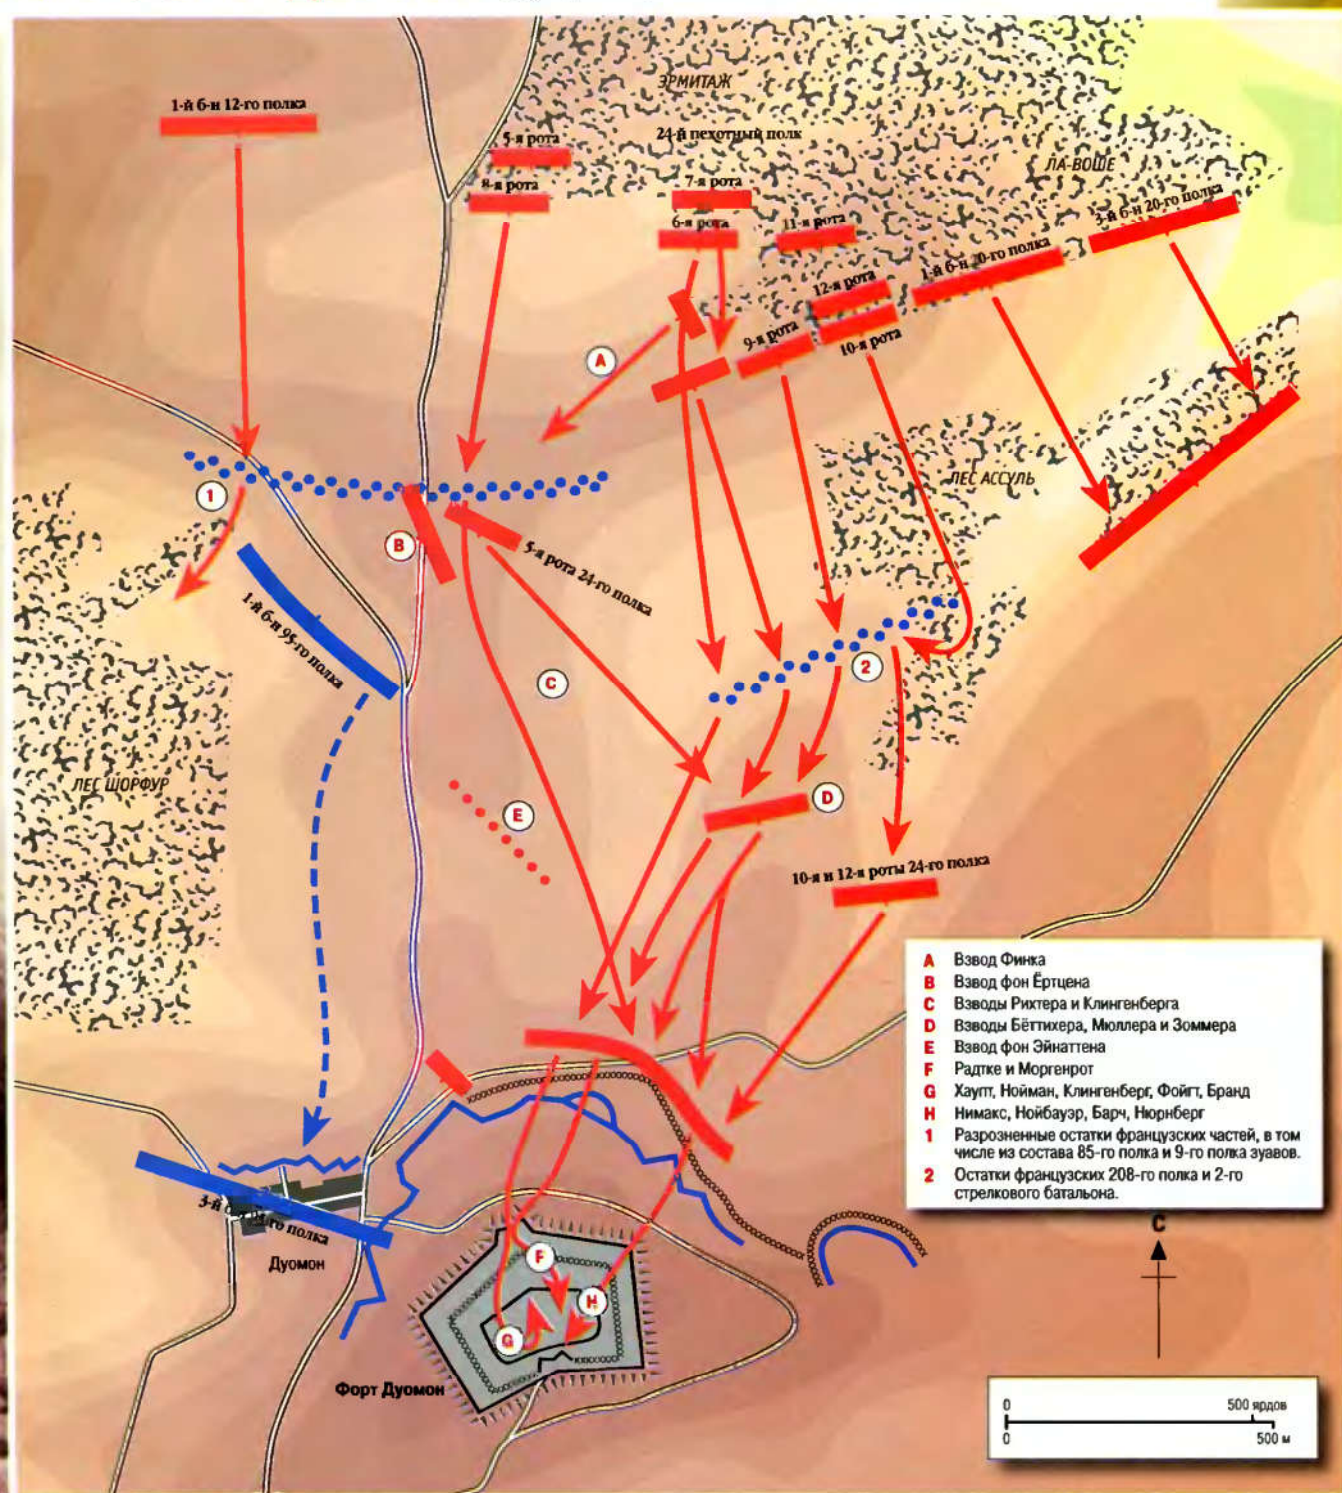 ЭРМИТАЖ
1-й б-н 12-го полка
24-й пехотный полк
5-я рота
ЛА-ВОШЕ
8-я рота
7-я рота
3-й б-н 20-го полка
6-я рота
11-я рота
1-й б-н 20-го полка
12-я рота
9-я рота
10-я рота
A
ЛЕС АССУЛЬ
1
B
5-я рота 24-го полка
1-й б-н 95-го полка
2
C
ЛЕС ШОРФУР
D
E
10-я и 12-я роты 24-го полка
A Взвод Финка
B Взвод фон Ёртцена
C Взводы Рихтера и Клингенберга
D Взводы Бёттихера, Мюллера и Зоммера
E Взвод фон Эйнаттена
F Радтке и Моргенрот
G Хаупт, Нойман, Клингенберг, Фойгт, Бранд
H Нимакс, Нойбауэр, Барч, Нюрнберг
1 Разрозненные остатки французских частей, в том
числе из состава 85-го полка и 9-го полка зуавов.
2 Остатки французских 208-го полка и 2-го
стрелкового батальона.
3-й полка
Дуомон
С
F
H
G
Форт Дуомон
0 500 ярдов
0 500 м